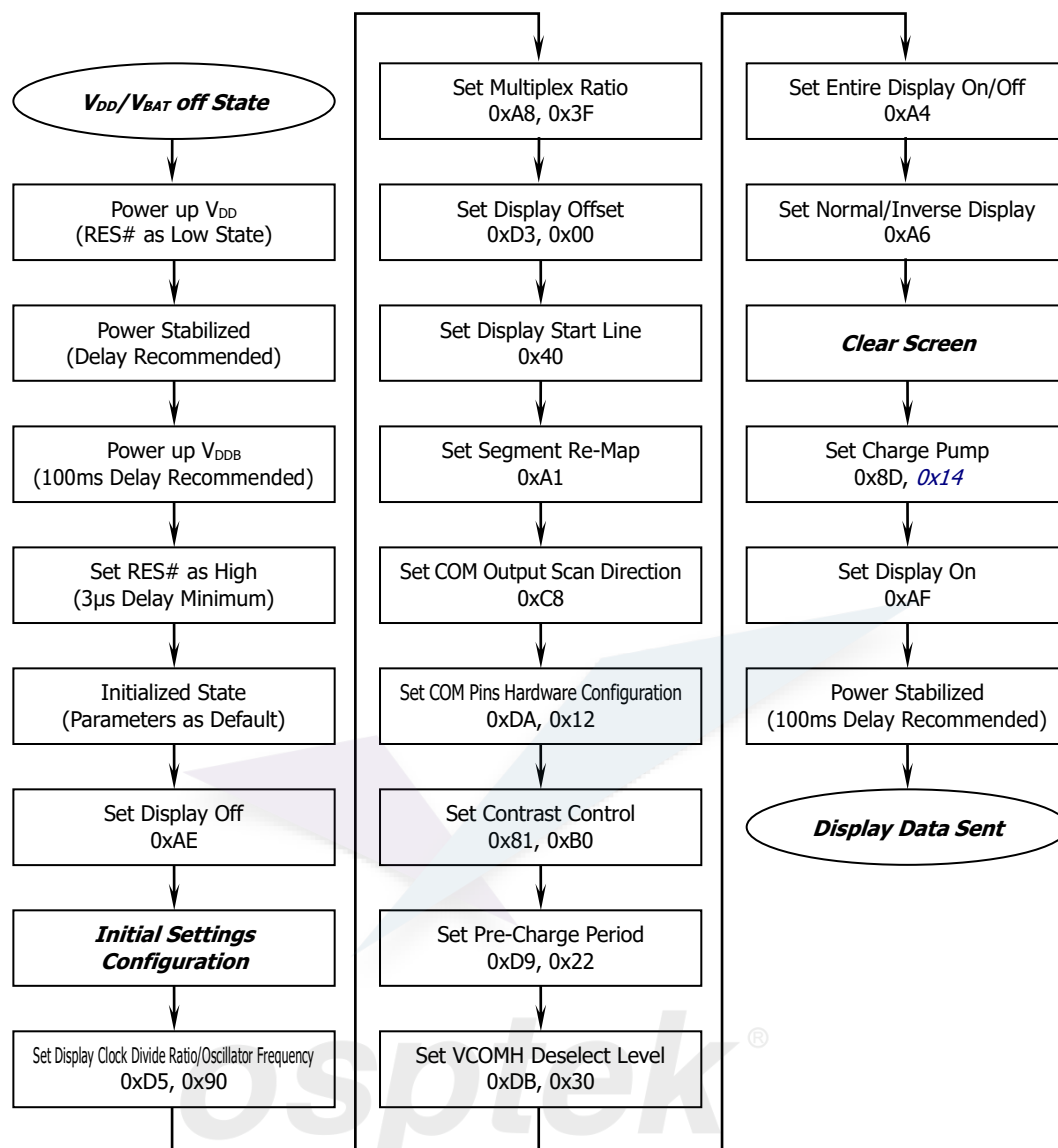 VDD/VBAT off State
Power up VDD
(RES# as Low State)
Power Stabilized
(Delay Recommended)
Power up VDDB
(100ms Delay Recommended)
Set RES# as High
(3µs Delay Minimum)
Initialized State
(Parameters as Default)
Set Display Off
0xAE
Initial Settings
Configuration
Set Display Clock Divide Ratio/Oscillator Frequency
0xD5, 0x90
Set Multiplex Ratio
0xA8, 0x3F
Set Display Offset
0xD3, 0x00
Set Display Start Line
0x40
Set Segment Re-Map
0xA1
Set COM Output Scan Direction
0xC8
Set COM Pins Hardware Configuration
0xDA, 0x12
Set Contrast Control
0x81, 0xB0
Set Pre-Charge Period
0xD9, 0x22
Set VCOMH Deselect Level
0xDB, 0x30
Set Entire Display On/Off
0xA4
Set Normal/Inverse Display
0xA6
Clear Screen
Set Charge Pump
0x8D, 0x14
Set Display On
0xAF
Power Stabilized
(100ms Delay Recommended)
Display Data Sent
osptek ®